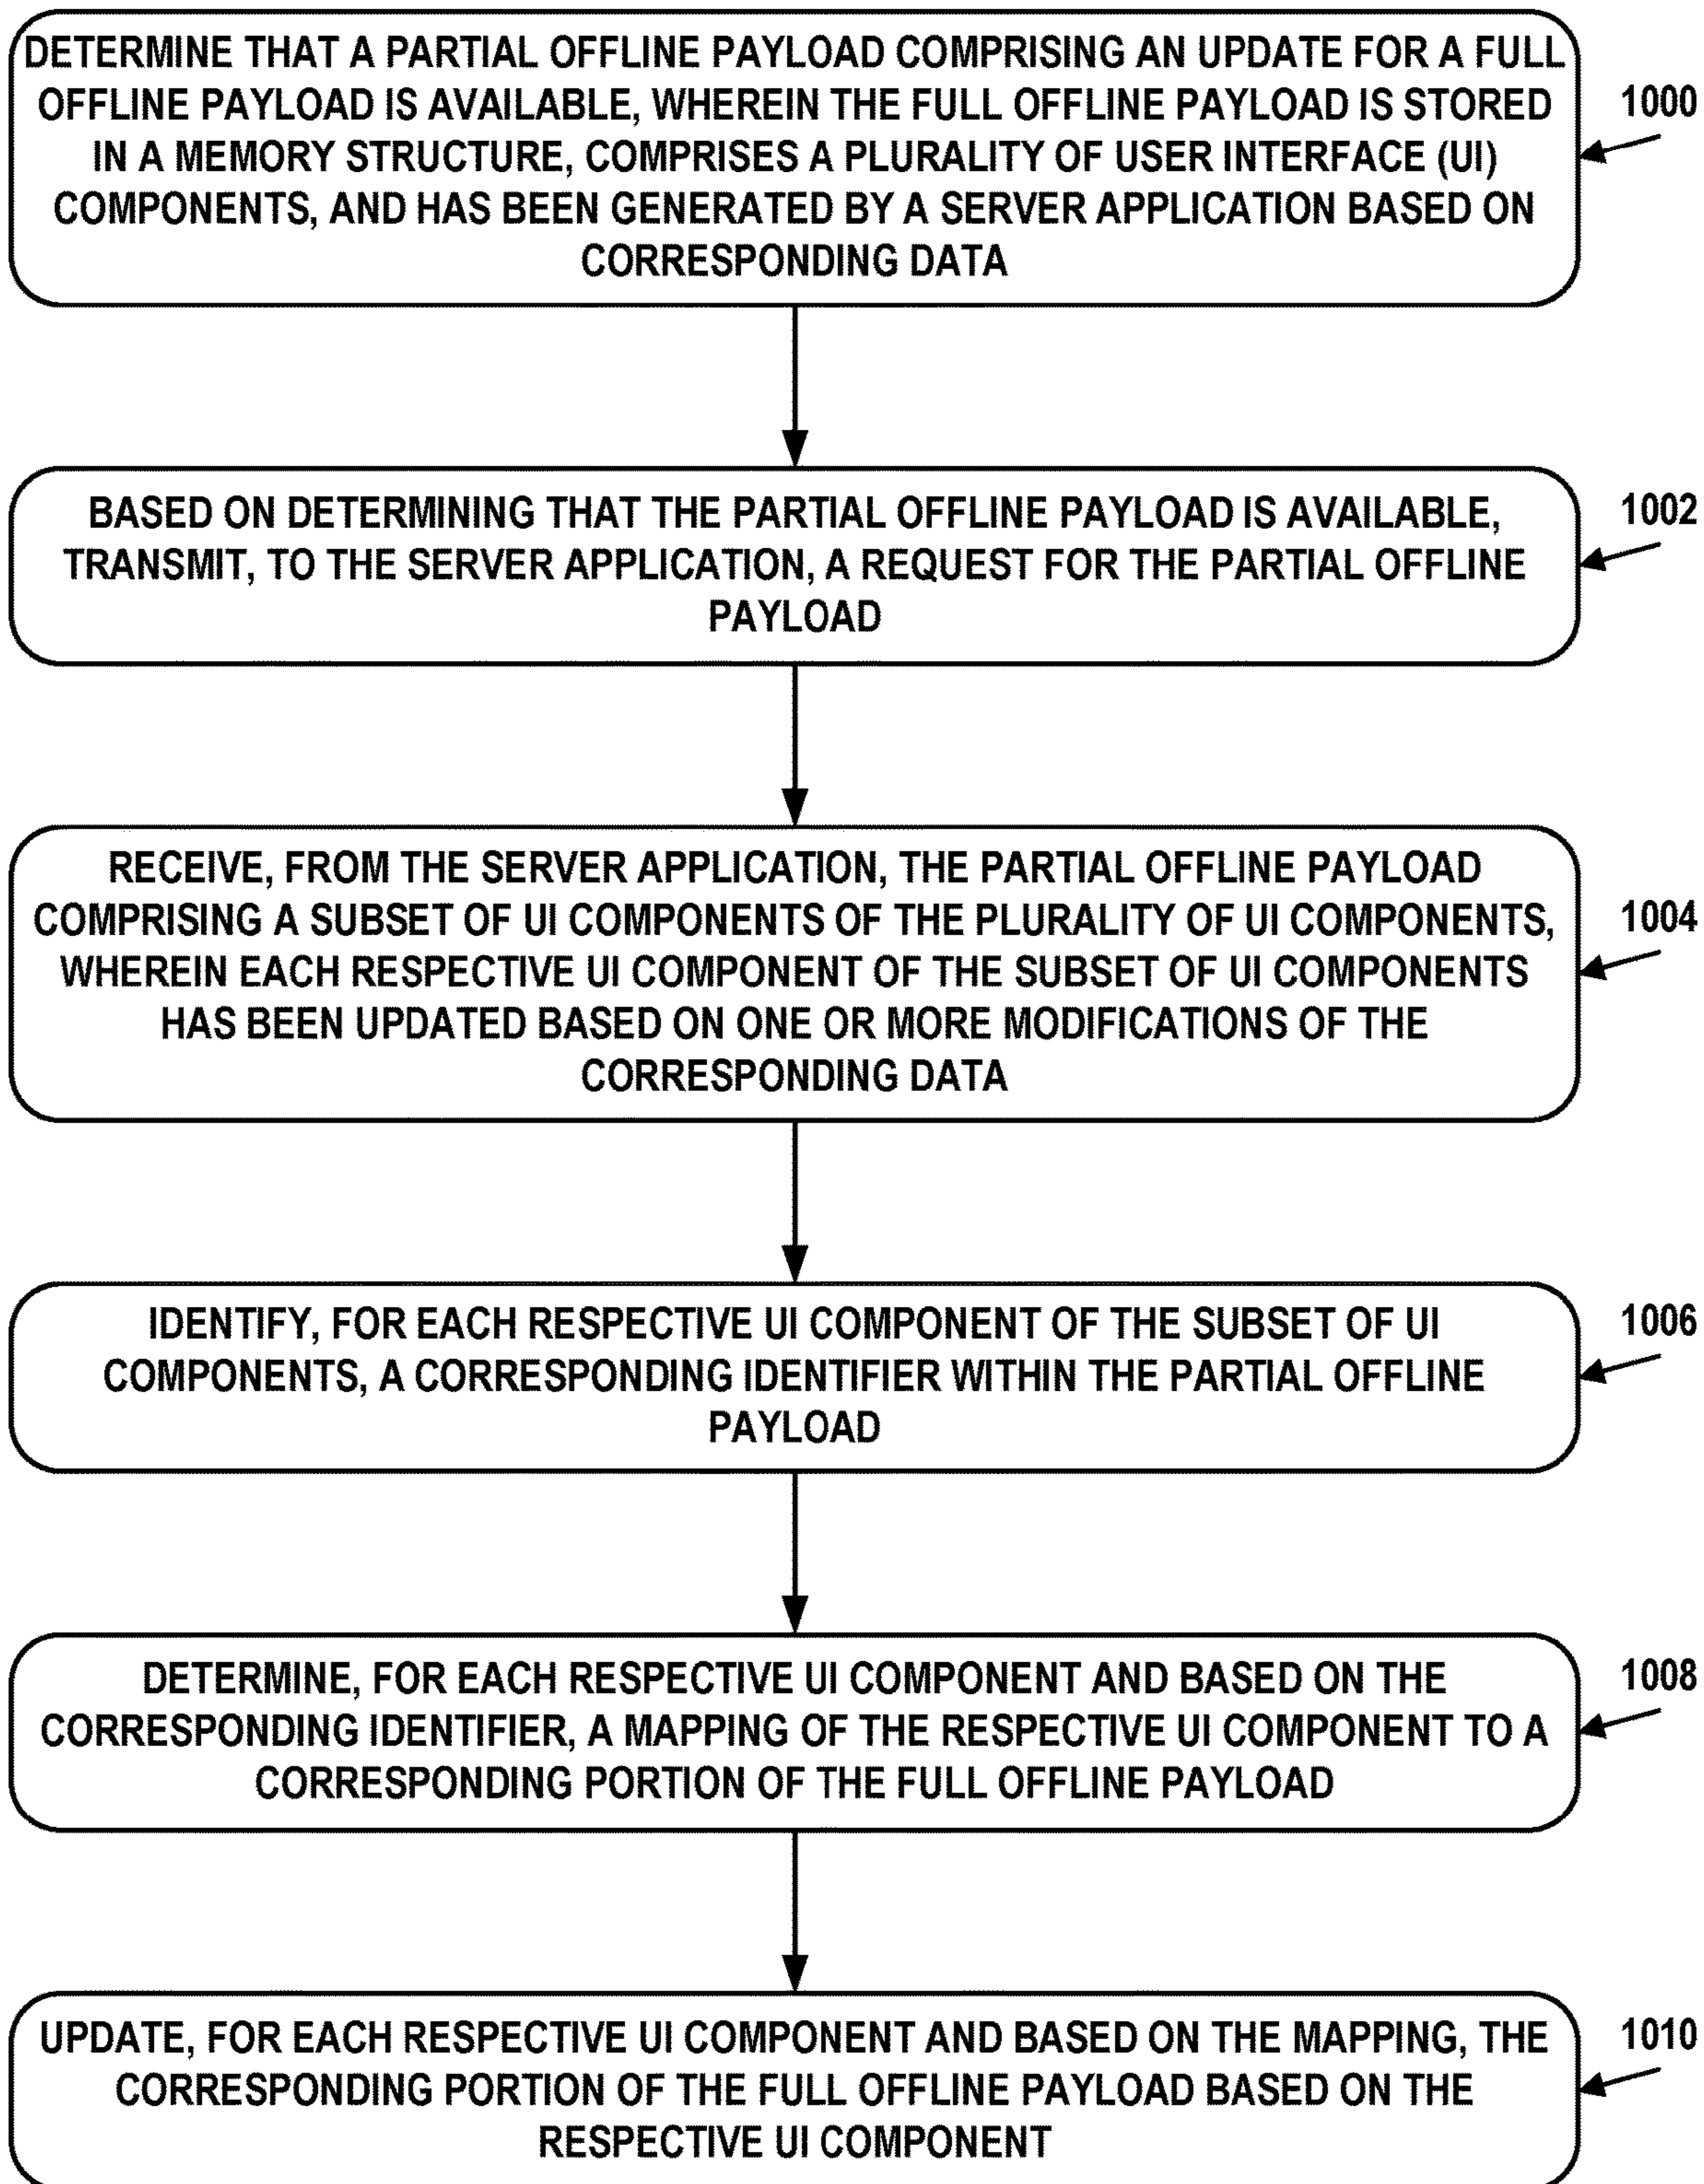 DETERMINE THAT A PARTIAL OFFLINE PAYLOAD COMPRISING AN UPDATE FOR A FULL
OFFLINE PAYLOAD IS AVAILABLE, WHEREIN THE FULL OFFLINE PAYLOAD IS STORED
IN A MEMORY STRUCTURE, COMPRISES A PLURALITY OF USER INTERFACE (UI)
COMPONENTS, AND HAS BEEN GENERATED BY A SERVER APPLICATION BASED ON
CORRESPONDING DATA
1000
BASED ON DETERMINING THAT THE PARTIAL OFFLINE PAYLOAD IS AVAILABLE,
TRANSMIT, TO THE SERVER APPLICATION, A REQUEST FOR THE PARTIAL OFFLINE
PAYLOAD
1002
RECEIVE, FROM THE SERVER APPLICATION, THE PARTIAL OFFLINE PAYLOAD
COMPRISING A SUBSET OF UI COMPONENTS OF THE PLURALITY OF UI COMPONENTS,
WHEREIN EACH RESPECTIVE UI COMPONENT OF THE SUBSET OF UI COMPONENTS
HAS BEEN UPDATED BASED ON ONE OR MORE MODIFICATIONS OF THE
CORRESPONDING DATA
1004
IDENTIFY, FOR EACH RESPECTIVE UI COMPONENT OF THE SUBSET OF UI
COMPONENTS, A CORRESPONDING IDENTIFIER WITHIN THE PARTIAL OFFLINE
PAYLOAD
1006
DETERMINE, FOR EACH RESPECTIVE UI COMPONENT AND BASED ON THE
CORRESPONDING IDENTIFIER, A MAPPING OF THE RESPECTIVE UI COMPONENT TO A
CORRESPONDING PORTION OF THE FULL OFFLINE PAYLOAD
1008
UPDATE, FOR EACH RESPECTIVE UI COMPONENT AND BASED ON THE MAPPING, THE
CORRESPONDING PORTION OF THE FULL OFFLINE PAYLOAD BASED ON THE
RESPECTIVE UI COMPONENT
1010